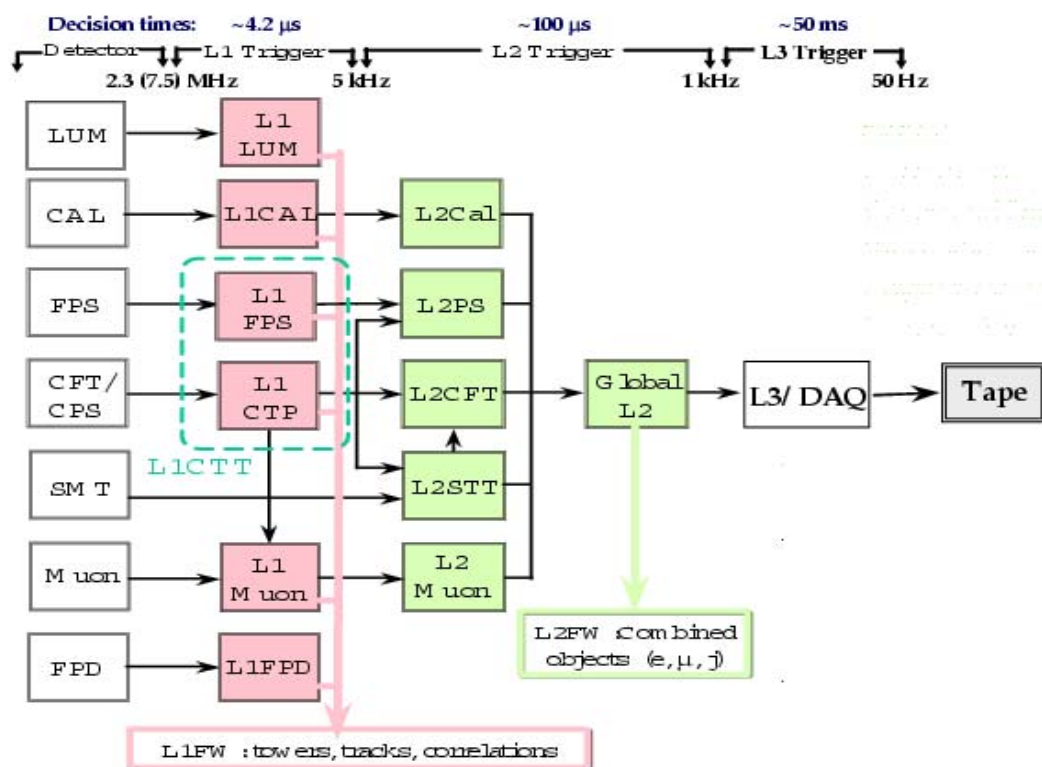 Decision times: ~4.2 μs ~100 μs ~50 ms
Detector L1 Trigger L2 Trigger L3 Trigger
2.3 (7.5) MHz 5 kHz 1 kHz 50 Hz
LUM
L1
LUM
CAL
L1CAL
L2Cal
FPS
L1
FPS
L2PS
CFT/
CPS
L1
CTP
L2CFT
Global
L2
L3/ DAQ
Tape
L1CTT
SMT
L2STT
Muon
L1
Muon
L2
Muon
L2FW :Combined
objects (e, μ, j)
FPD
L1FPD
L1FW : towers, tracks, correlations